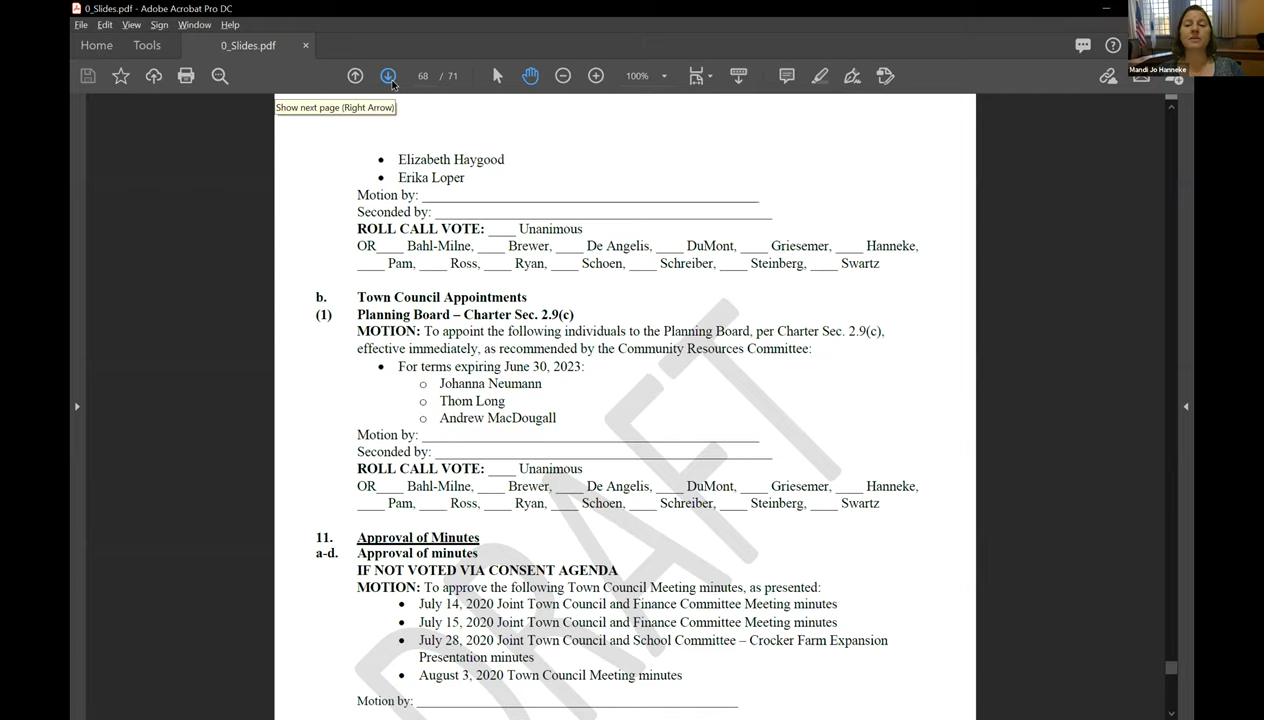 0_Slides.pdf - Adobe Acrobat Pro DC
File Edit View Sign Window Help
Home Tools 0_Slides.pdf ×
68 / 71 100%
Show next page (Right Arrow)
Mandi Jo Hanneke
• Elizabeth Haygood
• Erika Loper
Motion by: ____
Seconded by: ____
ROLL CALL VOTE: ____ Unanimous
OR____ Bahl-Milne, ____ Brewer, ____ De Angelis, ____ DuMont, ____ Griesemer, ____ Hanneke,
____ Pam, ____ Ross, ____ Ryan, ____ Schoen, ____ Schreiber, ____ Steinberg, ____ Swartz
b. Town Council Appointments
(1) Planning Board – Charter Sec. 2.9(c)
MOTION: To appoint the following individuals to the Planning Board, per Charter Sec. 2.9(c),
effective immediately, as recommended by the Community Resources Committee:
• For terms expiring June 30, 2023:
o Johanna Neumann
o Thom Long
o Andrew MacDougall
Motion by: ____
Seconded by: ____
ROLL CALL VOTE: ____ Unanimous
OR____ Bahl-Milne, ____ Brewer, ____ De Angelis, ____ DuMont, ____ Griesemer, ____ Hanneke,
____ Pam, ____ Ross, ____ Ryan, ____ Schoen, ____ Schreiber, ____ Steinberg, ____ Swartz
11. Approval of Minutes
a-d. Approval of minutes
IF NOT VOTED VIA CONSENT AGENDA
MOTION: To approve the following Town Council Meeting minutes, as presented:
• July 14, 2020 Joint Town Council and Finance Committee Meeting minutes
• July 15, 2020 Joint Town Council and Finance Committee Meeting minutes
• July 28, 2020 Joint Town Council and School Committee – Crocker Farm Expansion
Presentation minutes
• August 3, 2020 Town Council Meeting minutes
Motion by: ____
DRAFT